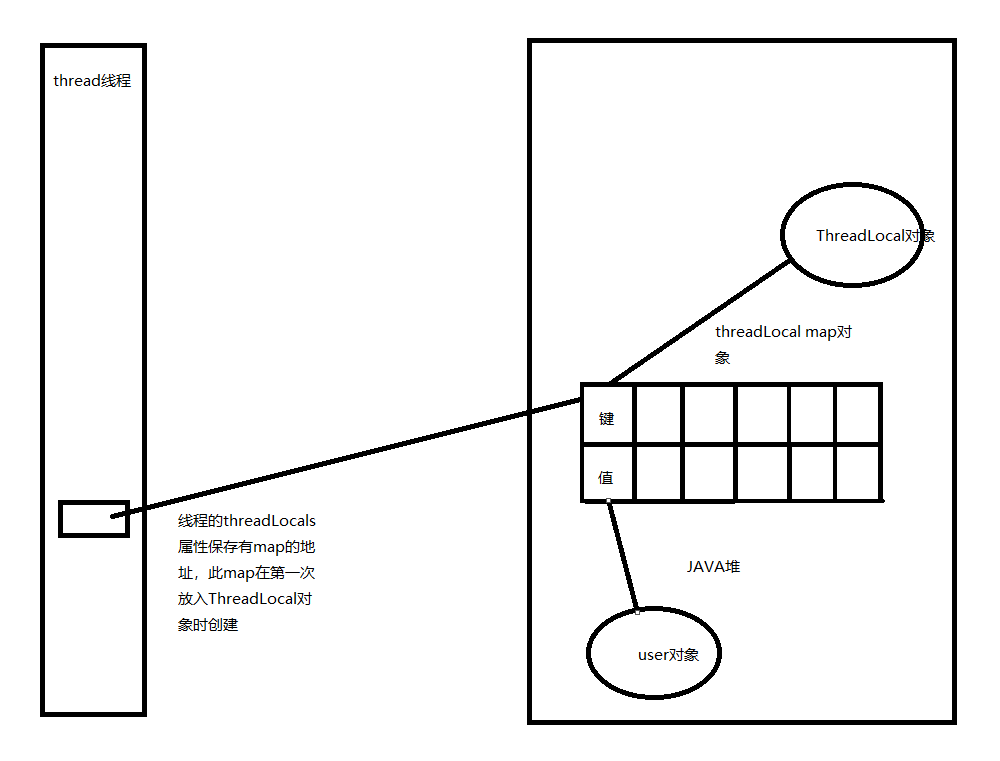 thread线程
ThreadLocal对象
threadLocal map对
象
键
值
线程的threadLocals
属性保存有map的地
址，此map在第一次
放入ThreadLocal对
象时创建
JAVA堆
user对象